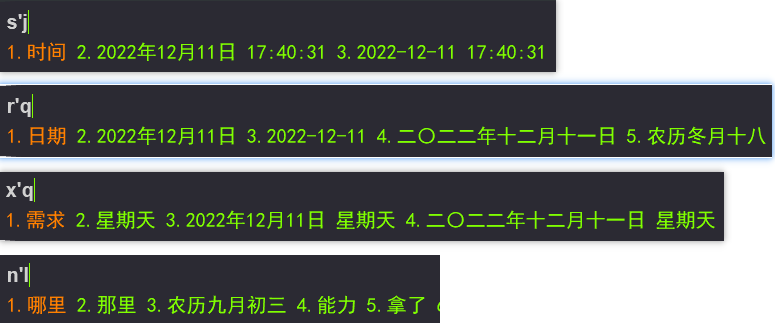 s'j
1.时间 2.2022年12月11日 17:40:31 3.2022-12-11 17:40:31
r'q
1.日期 2.2022年12月11日 3.2022-12-11 4.二〇二二年十二月十一日 5.农历冬月十八
x'q
1.需求 2.星期天 3.2022年12月11日 星期天 4.二〇二二年十二月十一日 星期天
n'l
1.哪里 2.那里 3.农历九月初三 4.能力 5.拿了